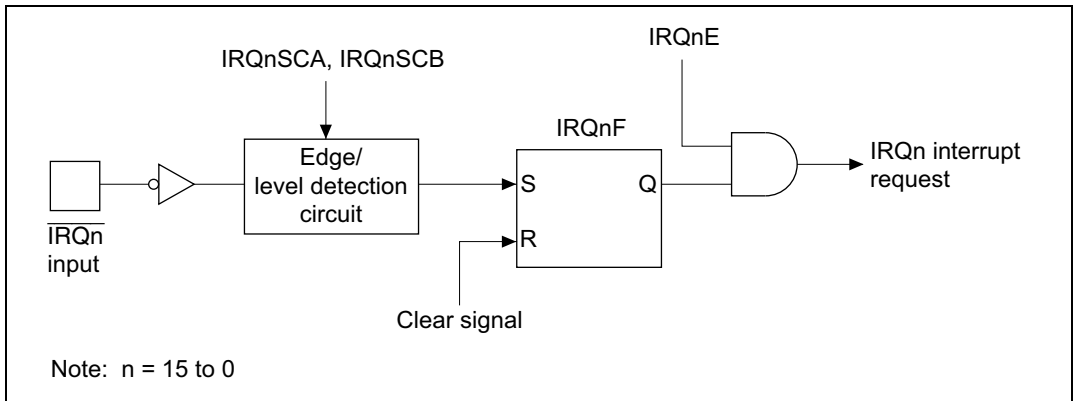 IRQnE
IRQnSCA, IRQnSCB
IRQnF
Edge/
level detection
circuit
S
Q
R
IRQn interrupt
request
IRQn
input
Clear signal
Note: n = 15 to 0